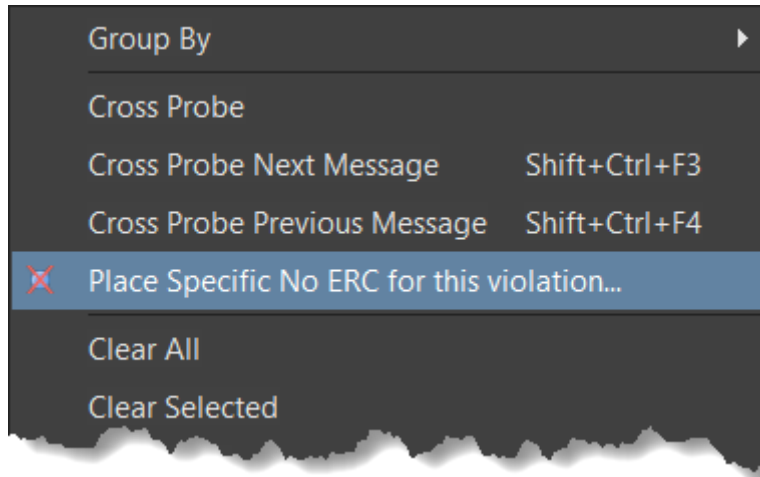 Group By
Cross Probe
Cross Probe Next Message Shift+Ctrl+F3
Cross Probe Previous Message Shift+Ctrl+F4
Place Specific No ERC for this violation...
Clear All
Clear Selected